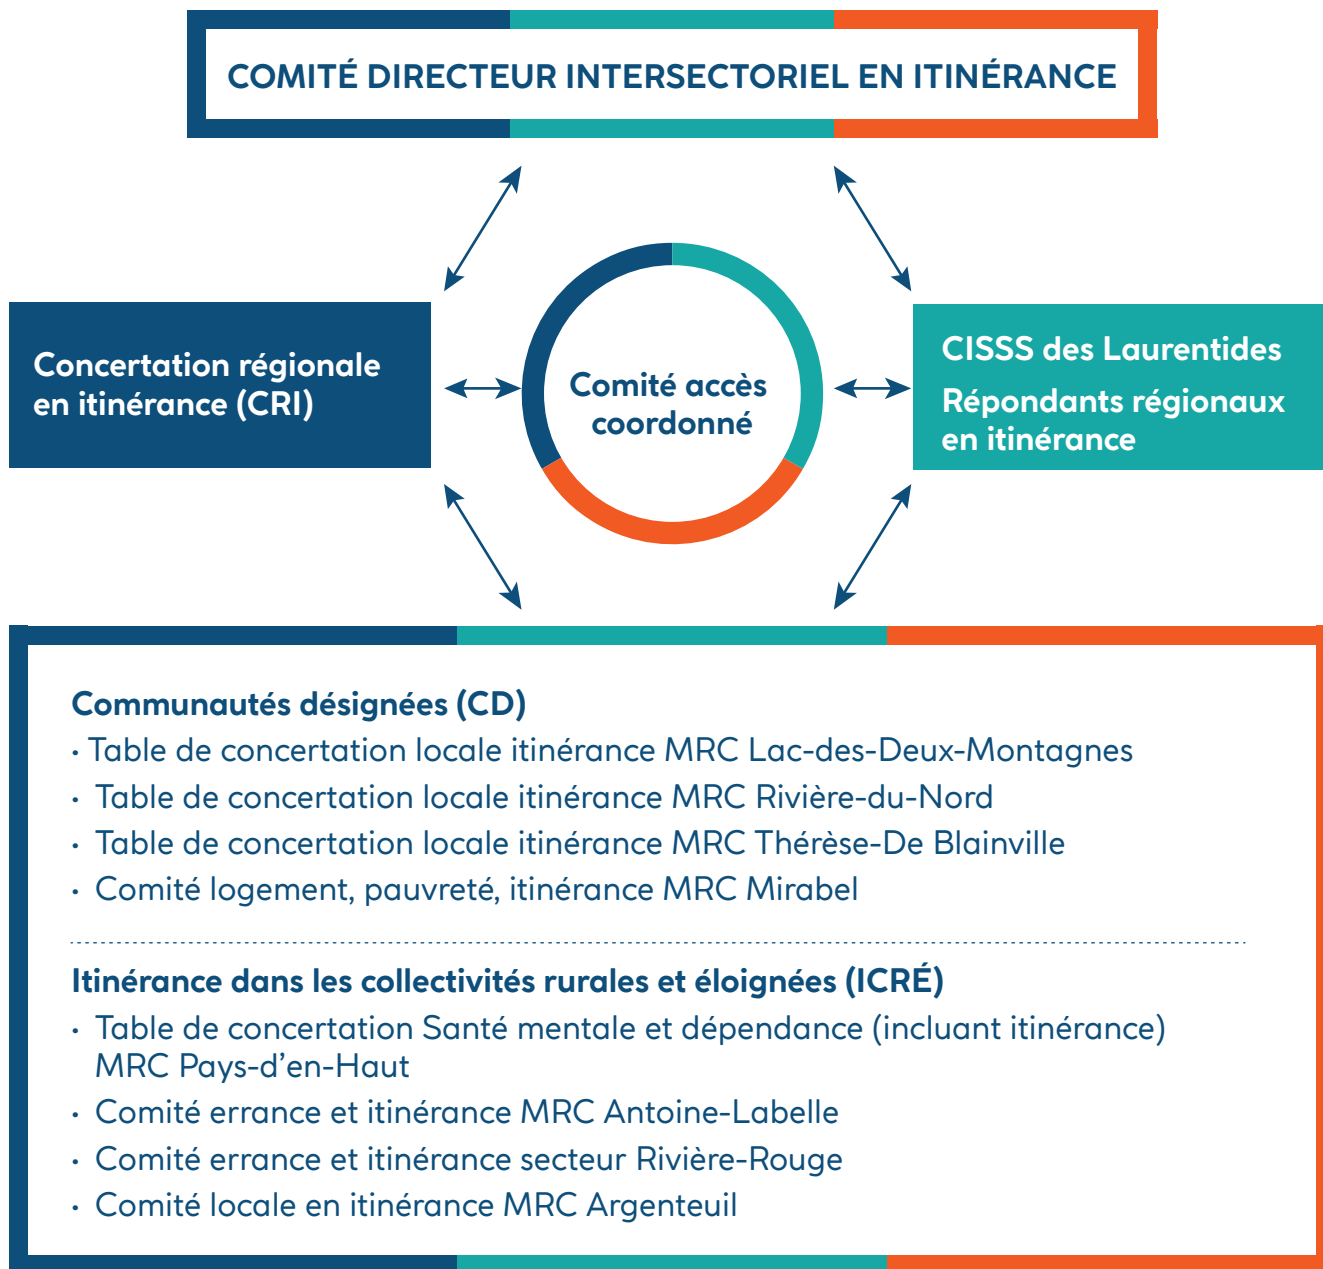 COMITÉ DIRECTEUR INTERSECTORIEL EN ITINÉRANCE
Concertation régionale
en itinérance (CRI)
Comité accès
coordonné
CISSS des Laurentides
Répondants régionaux
en itinérance
Communautés désignées (CD)
· Table de concertation locale itinérance MRC Lac-des-Deux-Montagnes
· Table de concertation locale itinérance MRC Rivière-du-Nord
· Table de concertation locale itinérance MRC Thérèse-De Blainville
· Comité logement, pauvreté, itinérance MRC Mirabel
Itinérance dans les collectivités rurales et éloignées (ICRÉ)
· Table de concertation Santé mentale et dépendance (incluant itinérance)
MRC Pays-d’en-Haut
· Comité errance et itinérance MRC Antoine-Labelle
· Comité errance et itinérance secteur Rivière-Rouge
· Comité locale en itinérance MRC Argenteuil